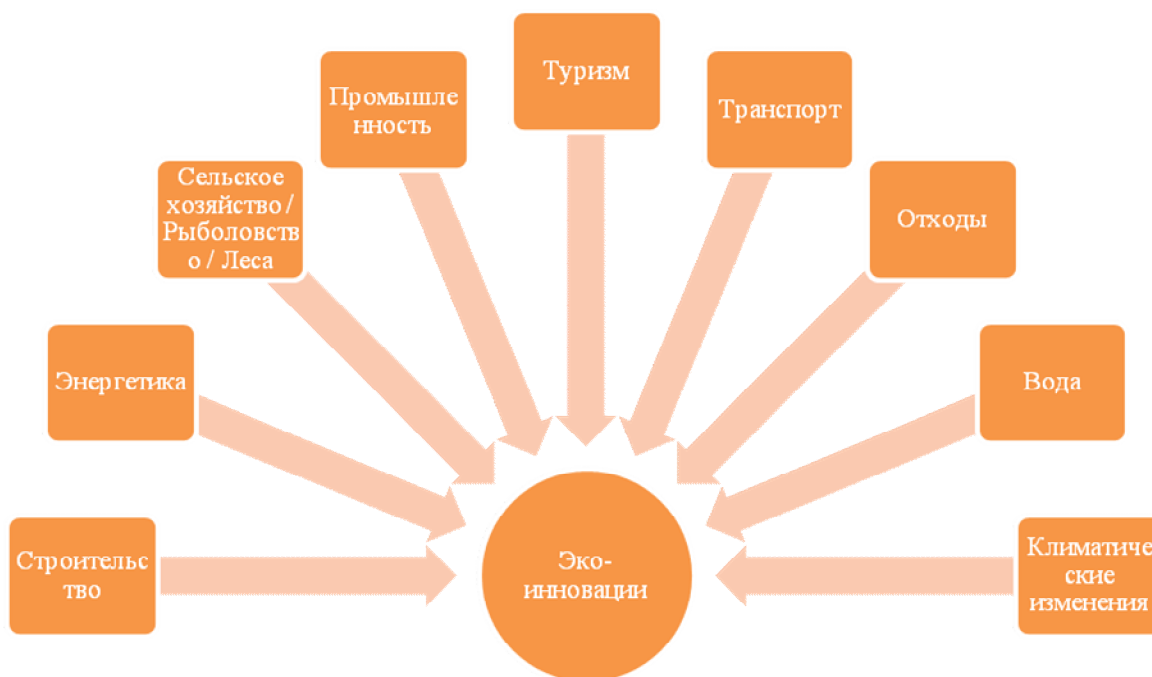 Туризм
Промышле
нность
Транспорт
Сельское
хозяйство /
Рыболовств
о / Леса
Отходы
Энергетика
Вода
Строительс
тво
Эко-
инновации
Климатиче
ские
изменения